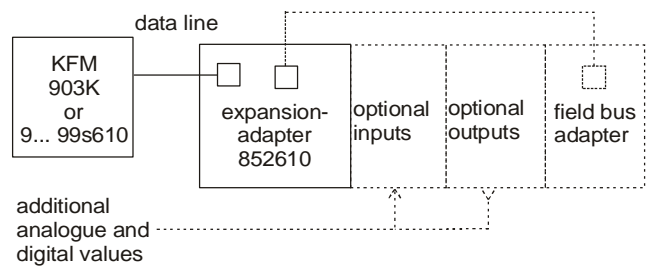 data line
KFM
903K
or
9... 99s610
expansion-
adapter
852610
optional
inputs
optional
outputs
field bus
adapter
additional
analogue and
digital values